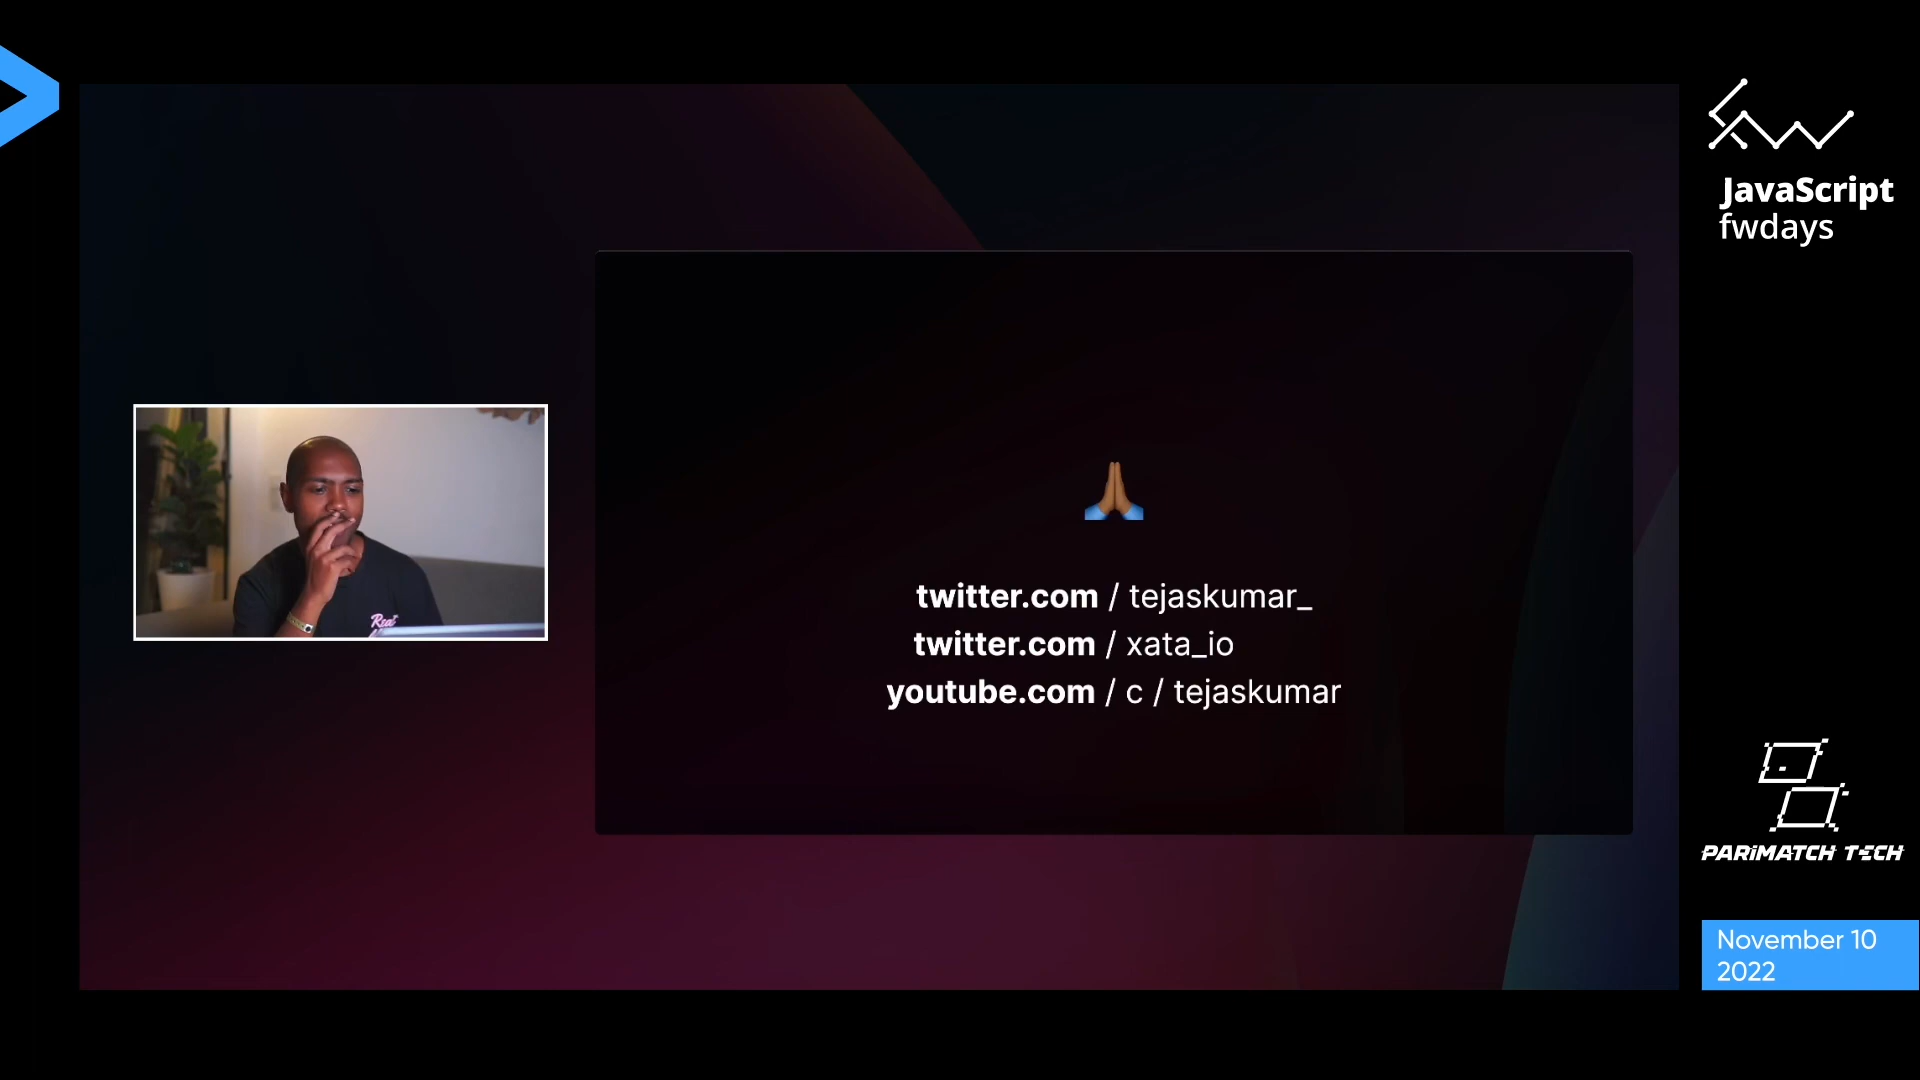 JavaScript
fwdays
twitter.com / tejaskumar_
twitter.com / xata_io
youtube.com / c / tejaskumar
PARIMATCH TECH
November 10
2022